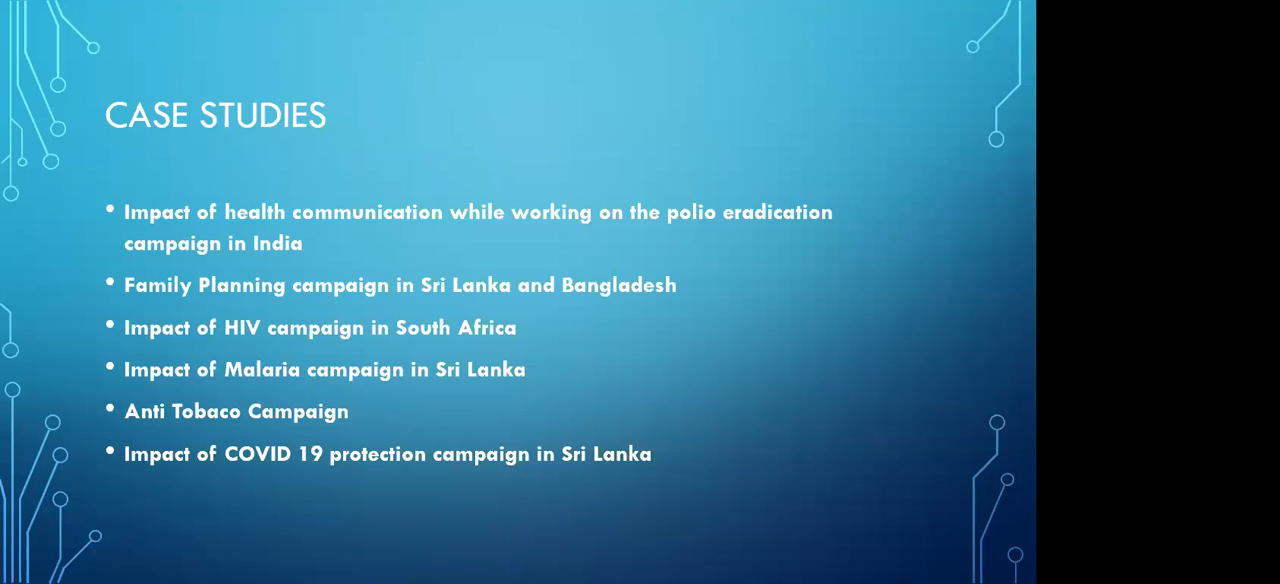 CASE STUDIES
• Impact of health communication while working on the polio eradication
campaign in India
• Family Planning campaign in Sri Lanka and Bangladesh
• Impact of HIV campaign in South Africa
• Impact of Malaria campaign in Sri Lanka
• Anti Tobaco Campaign
• Impact of COVID 19 protection campaign in Sri Lanka